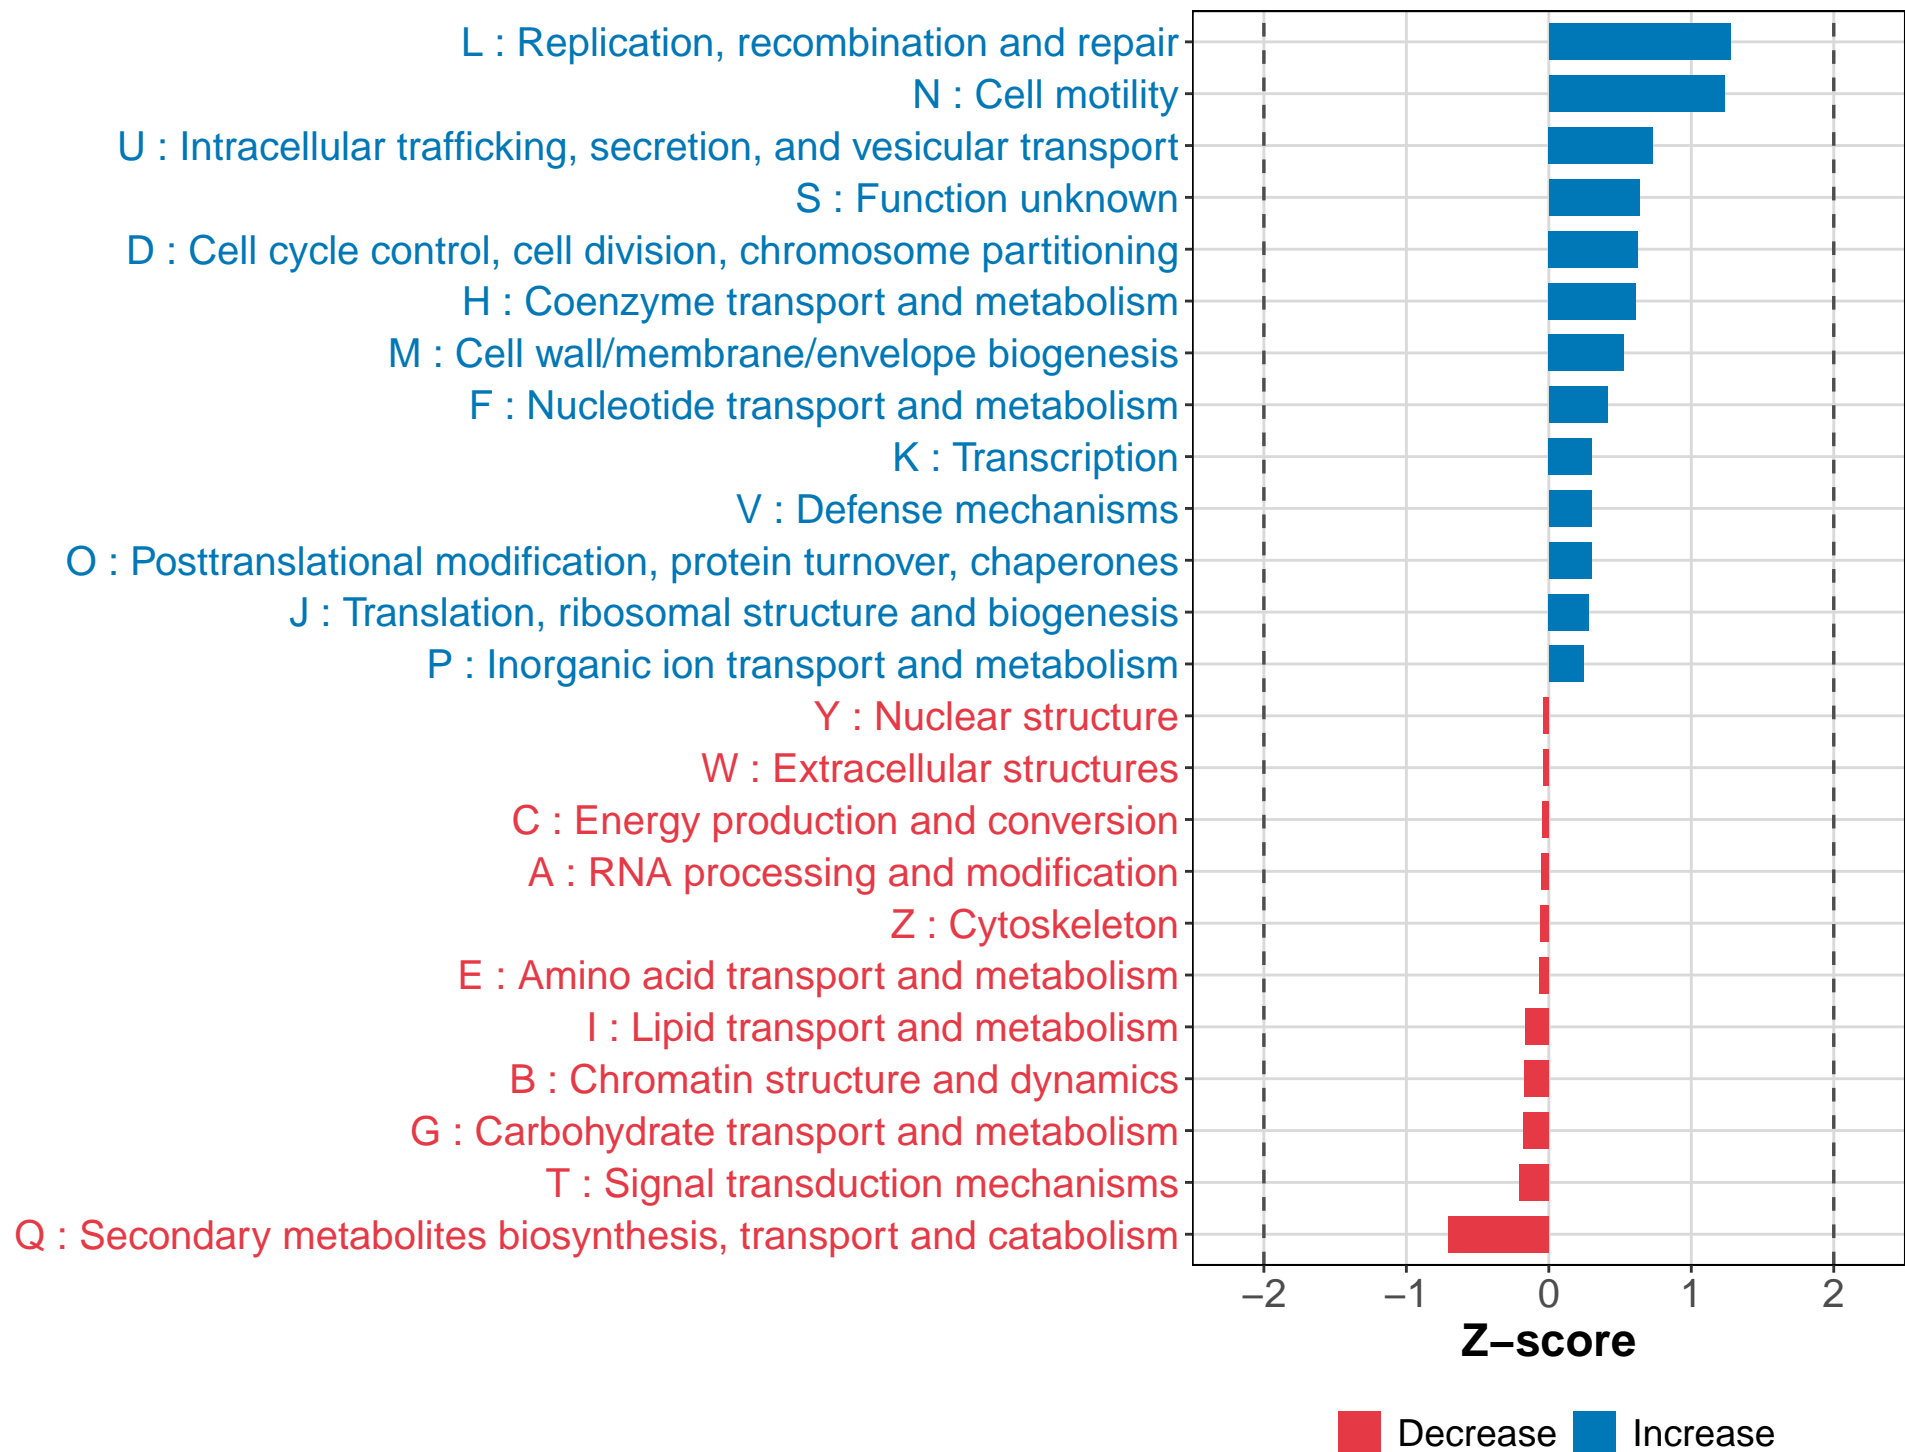 L : Replication, recombination and repair
N : Cell motility
U : Intracellular trafficking, secretion, and vesicular transport
S : Function unknown
D : Cell cycle control, cell division, chromosome partitioning
H : Coenzyme transport and metabolism
M : Cell wall/membrane/envelope biogenesis
F : Nucleotide transport and metabolism
K : Transcription
V : Defense mechanisms
O : Posttranslational modification, protein turnover, chaperones
J : Translation, ribosomal structure and biogenesis
P : Inorganic ion transport and metabolism
Y : Nuclear structure
W : Extracellular structures
C : Energy production and conversion
A : RNA processing and modification
Z : Cytoskeleton
E : Amino acid transport and metabolism
I : Lipid transport and metabolism
B : Chromatin structure and dynamics
G : Carbohydrate transport and metabolism
T : Signal transduction mechanisms
Q : Secondary metabolites biosynthesis, transport and catabolism
−2 −1 0 1 2
Z−score
Decrease Increase